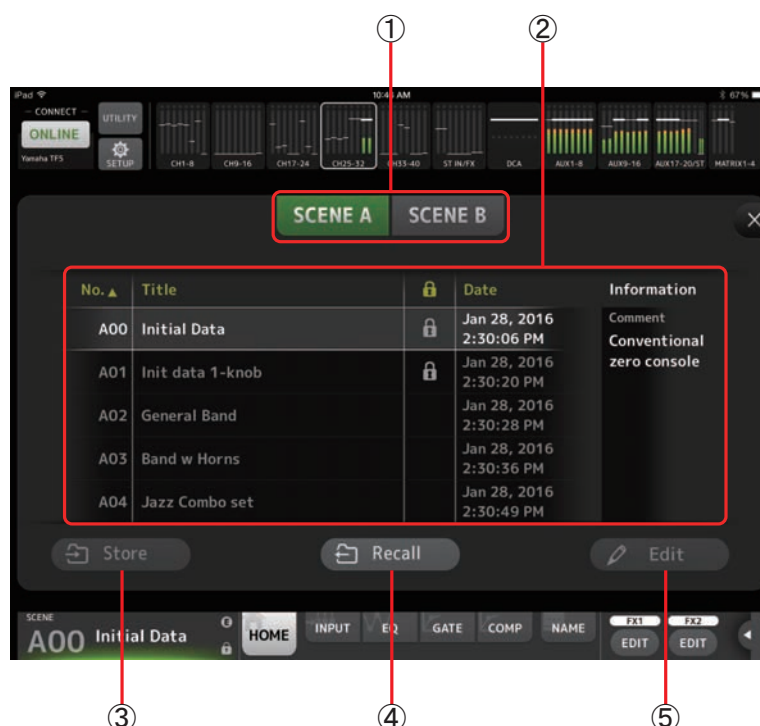 ① ②
iPad 10:46 AM 67%
CONNECT
ONLINE
Yamaha TF5
UTILITY
SETUP
CH1-8 CH9-16 CH17-24 CH25-32 CH33-40 ST IN/FX DCA AUX1-8 AUX9-16 AUX17-20/ST MATRIX1-4
SCENE A SCENE B
No. Title Date Information
A00 Initial Data Jan 28, 2016
2:30:06 PM
Comment
Conventional
zero console
A01 Init data 1-knob Jan 28, 2016
2:30:20 PM
A02 General Band Jan 28, 2016
2:30:28 PM
A03 Band w Horns Jan 28, 2016
2:30:36 PM
A04 Jazz Combo set Jan 28, 2016
2:30:49 PM
Store Recall Edit
SCENE
A00 Initial Data
HOME INPUT EQ GATE COMP NAME
FX1 FX2
EDIT EDIT
③ ④ ⑤